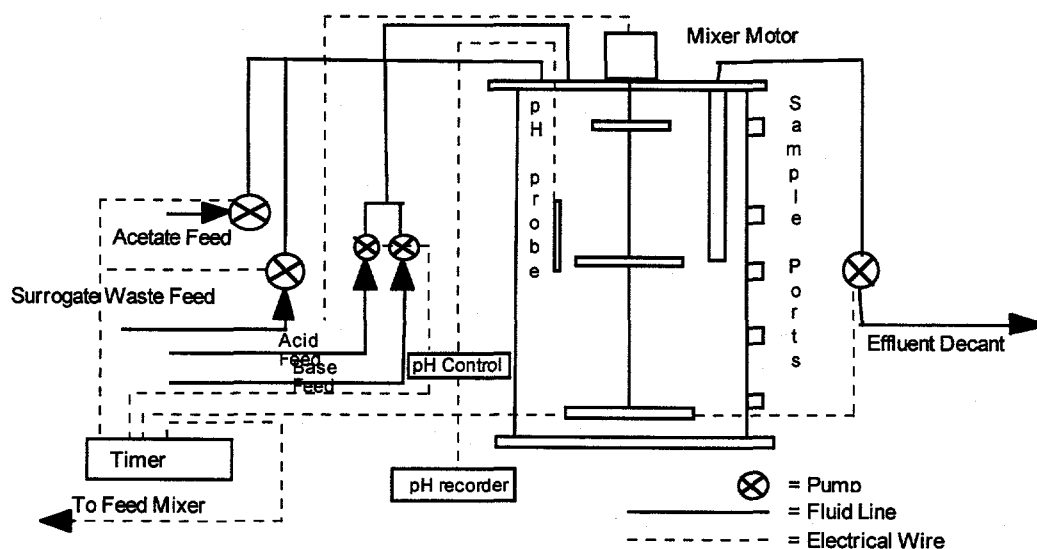 Mixer Motor
pH probe
Sample Ports
Acetate Feed
Surrogate Waste Feed
Acid
Feed
Base
Feed
pH Control
Effluent Decant
Timer
pH recorder
To Feed Mixer
= Pump
= Fluid Line
= Electrical Wire